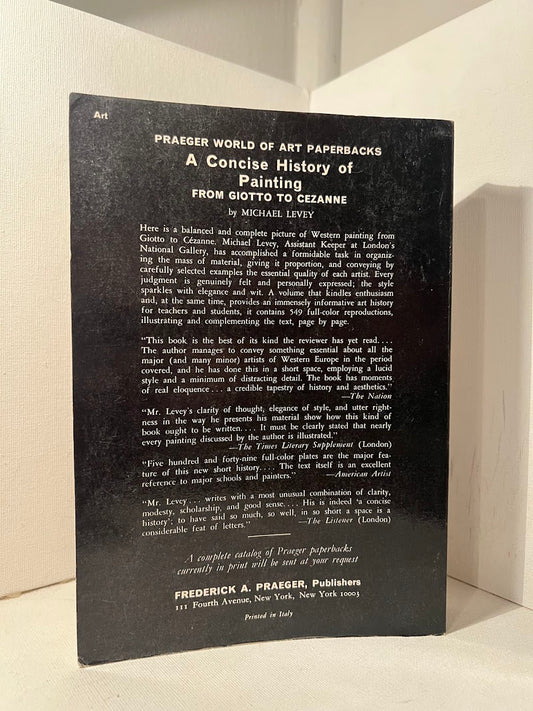 Art
PRAEGER WORLD OF ART PAPERBACKS
A Concise History of
Painting
FROM GIOTTO TO CEZANNE
by MICHAEL LEVEY
Here is a balanced and complete picture of Western painting from
Giotto to Cézanne. Michael Levey, Assistant Keeper at London's
National Gallery, has accomplished a formidable task in organiz-
ing the mass of material, giving it proportion, and conveying by
carefully selected examples the essential quality of each artist. Every
judgment is genuinely felt and personally expressed; the style
sparkles with elegance and wit. A volume that kindles enthusiasm
and, at the same time, provides an immensely informative art history
for teachers and students, it contains 549 full-color reproductions,
illustrating and complementing the text, page by page.
"This book is the best of its kind the reviewer has yet read....
The author manages to convey something essential about all the
major (and many minor) artists of Western Europe in the period
covered, and he has done this in a short space, employing a lucid
style and a minimum of distracting detail. The book has moments
of real eloquence... a credible tapestry of history and aesthetics."
—The Nation
"Mr. Levey's clarity of thought, elegance of style, and utter right-
ness in the way he presents his material show how this kind of
book ought to be written.... It must be clearly stated that nearly
every painting discussed by the author is illustrated."
—The Times Literary Supplement (London)
"Five hundred and forty-nine full-color plates are the major fea-
ture of this new short history.... The text itself is an excellent
reference to major schools and painters." —American Artist
"Mr. Levey... writes with a most unusual combination of clarity,
modesty, scholarship, and good sense.... His is indeed 'a concise
history'; to have said so much, so well, in so short a space is a
considerable feat of letters." —The Listener (London)
A complete catalog of Praeger paperbacks
currently in print will be sent at your request
FREDERICK A. PRAEGER, Publishers
111 Fourth Avenue, New York, New York 10003
Printed in Italy